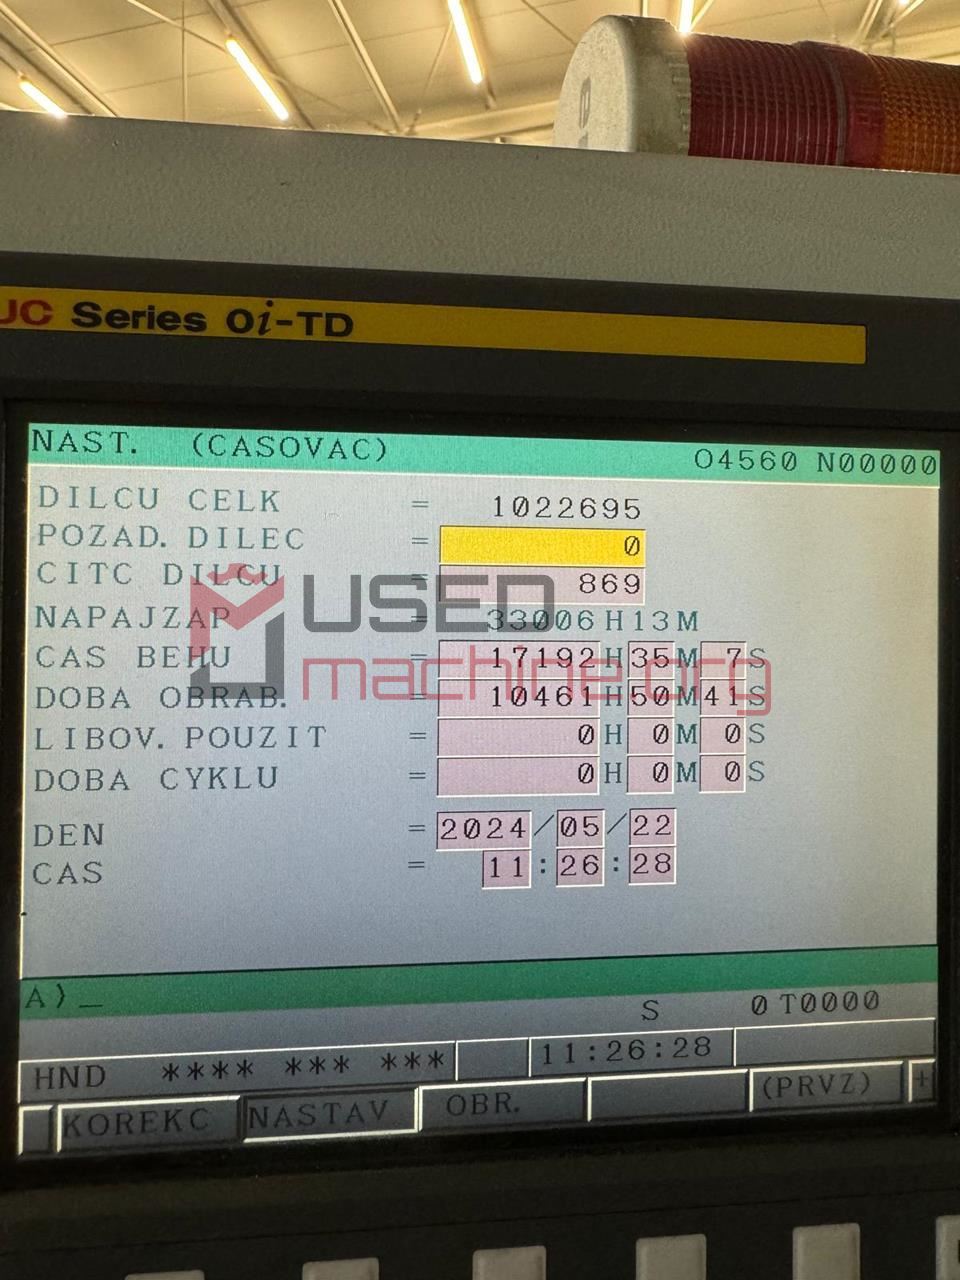 UC Series 0i-TD
NAST. (CASOVAC) O4560 N00000
DILCU CELK = 1022695
POZAD. DILEC = 0
CITC DILCU = 869
NAPAJZAP = 33006H13M
CAS BEHU = 17192H35M 7S
DOBA OBRAB. = 10461H50M41S
LIBOV. POUZIT = 0H 0M 0S
DOBA CYKLU = 0H 0M 0S
DEN = 2024/05/22
CAS = 11:26:28
A)_
S 0 T0000
HND **** *** *** 11:26:28
KOREKC NASTAV OBR. (PRVZ) +
USED
machine.org